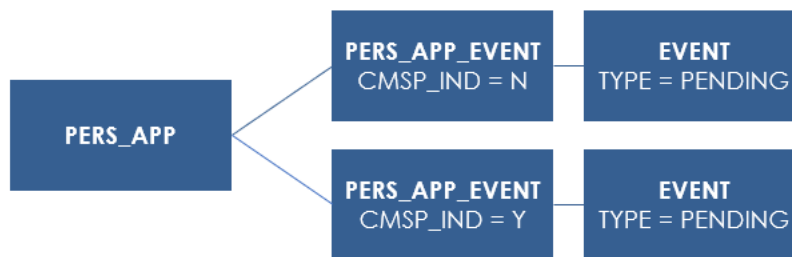 PERS_APP
PERS_APP_EVENT
CMSP_IND = N
EVENT
TYPE = PENDING
PERS_APP_EVENT
CMSP_IND = Y
EVENT
TYPE = PENDING